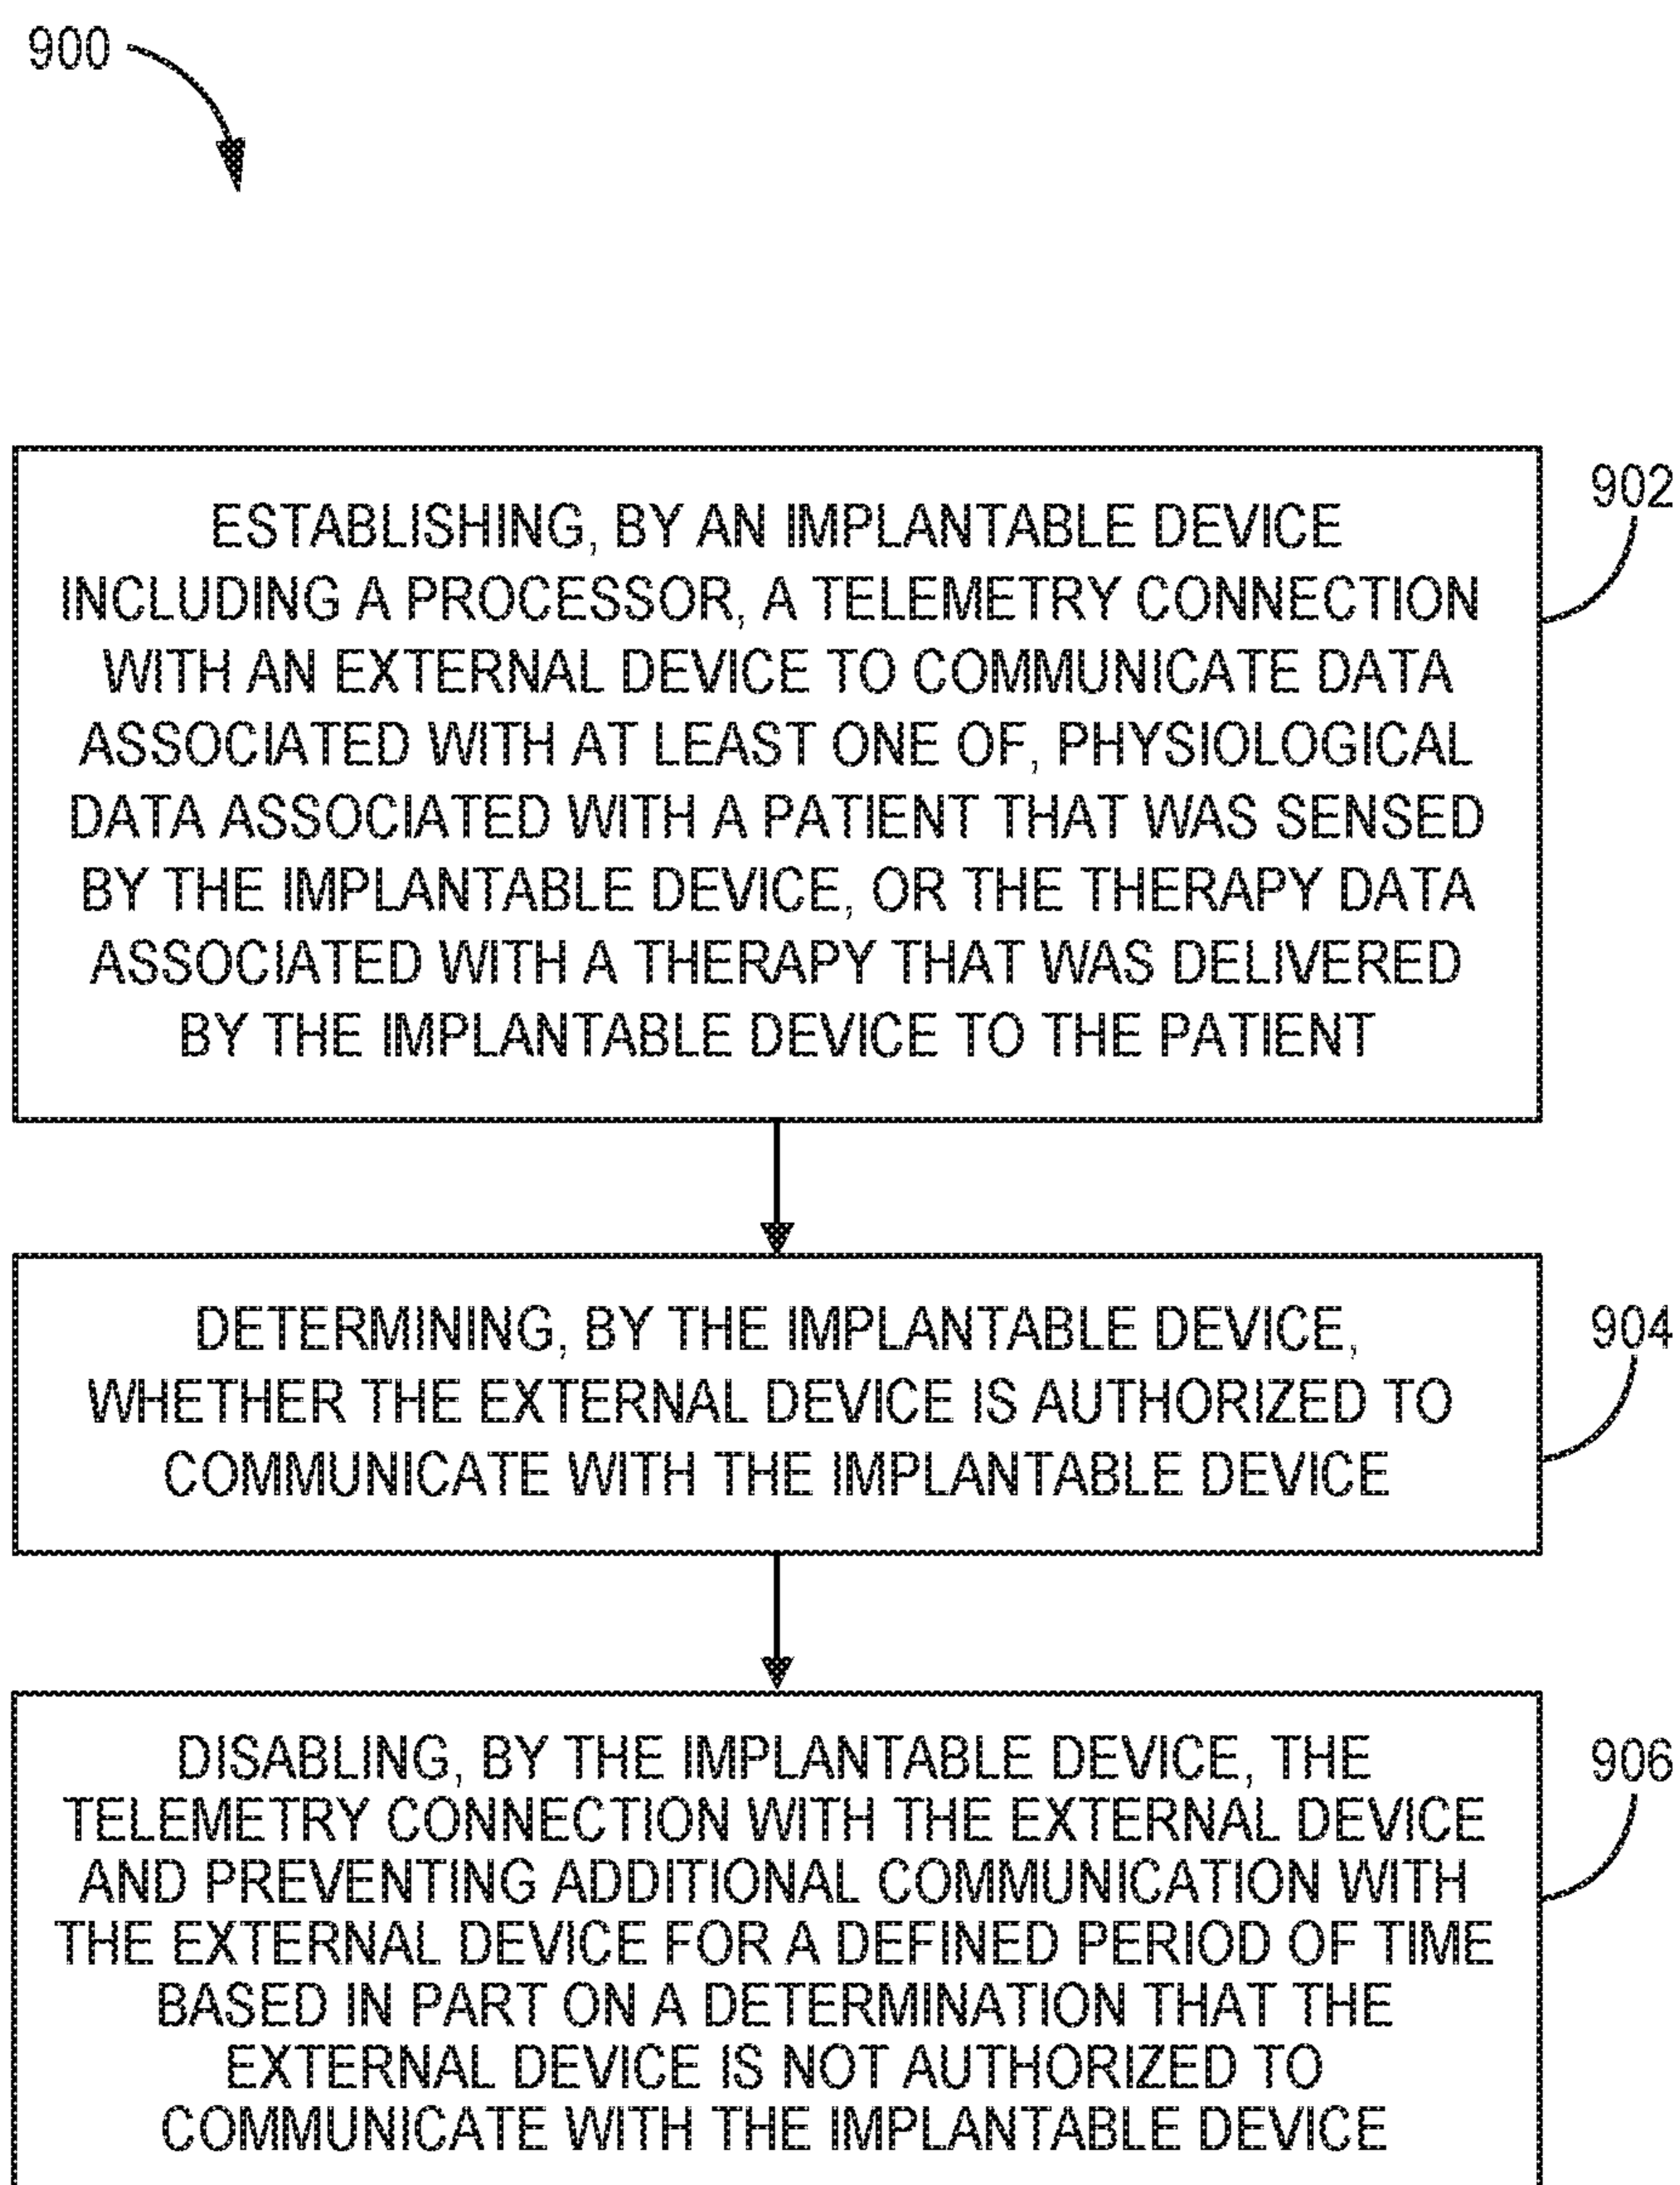 900
902
ESTABLISHING, BY AN IMPLANTABLE DEVICE
INCLUDING A PROCESSOR, A TELEMETRY CONNECTION
WITH AN EXTERNAL DEVICE TO COMMUNICATE DATA
ASSOCIATED WITH AT LEAST ONE OF, PHYSIOLOGICAL
DATA ASSOCIATED WITH A PATIENT THAT WAS SENSED
BY THE IMPLANTABLE DEVICE, OR THE THERAPY DATA
ASSOCIATED WITH A THERAPY THAT WAS DELIVERED
BY THE IMPLANTABLE DEVICE TO THE PATIENT
904
DETERMINING, BY THE IMPLANTABLE DEVICE,
WHETHER THE EXTERNAL DEVICE IS AUTHORIZED TO
COMMUNICATE WITH THE IMPLANTABLE DEVICE
906
DISABLING, BY THE IMPLANTABLE DEVICE, THE
TELEMETRY CONNECTION WITH THE EXTERNAL DEVICE
AND PREVENTING ADDITIONAL COMMUNICATION WITH
THE EXTERNAL DEVICE FOR A DEFINED PERIOD OF TIME
BASED IN PART ON A DETERMINATION THAT THE
EXTERNAL DEVICE IS NOT AUTHORIZED TO
COMMUNICATE WITH THE IMPLANTABLE DEVICE